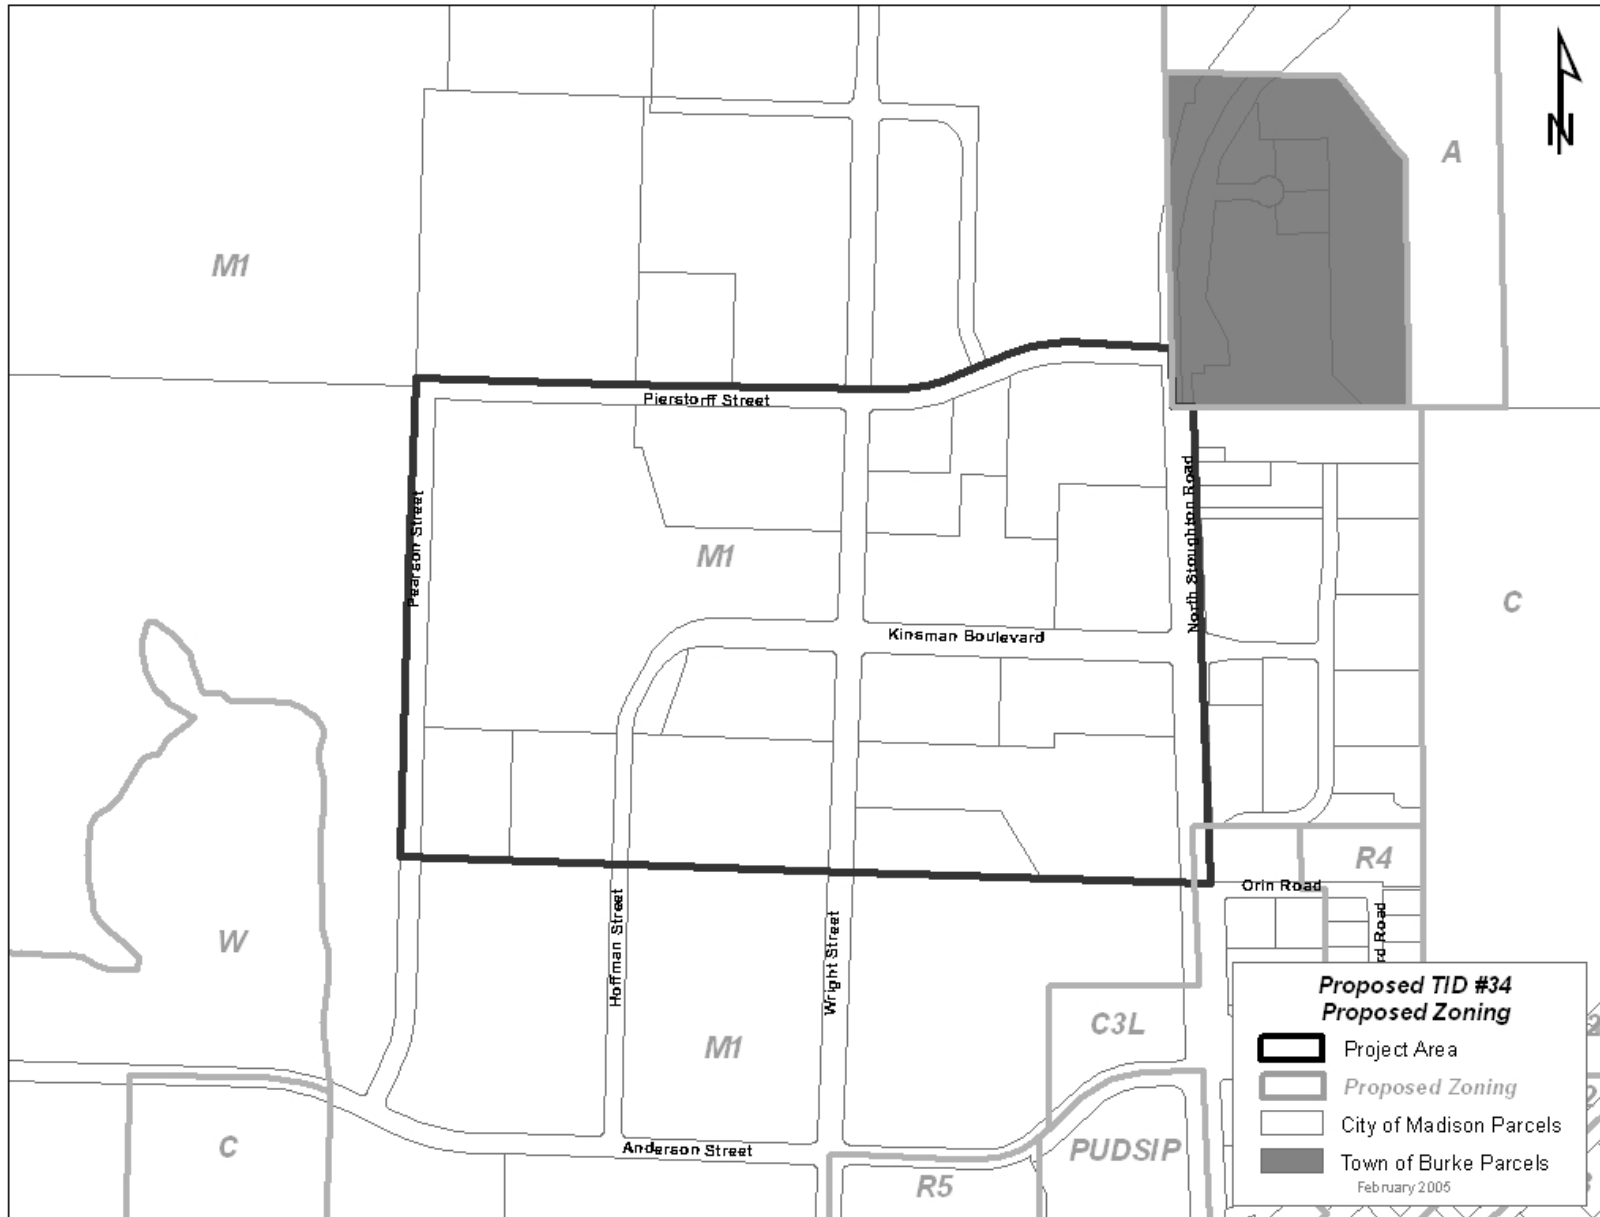 N
A
M1
Pierstorff Street
Pearson Street
North Stoughton Road
M1
C
Kinsman Boulevard
R4
Orin Road
Hoffman Street
Wright Street
rd Road
W
C3L
M1
C
Anderson Street
PUDSIP
R5
Proposed TID #34
Proposed Zoning
Project Area
Proposed Zoning
City of Madison Parcels
Town of Burke Parcels
February 2005